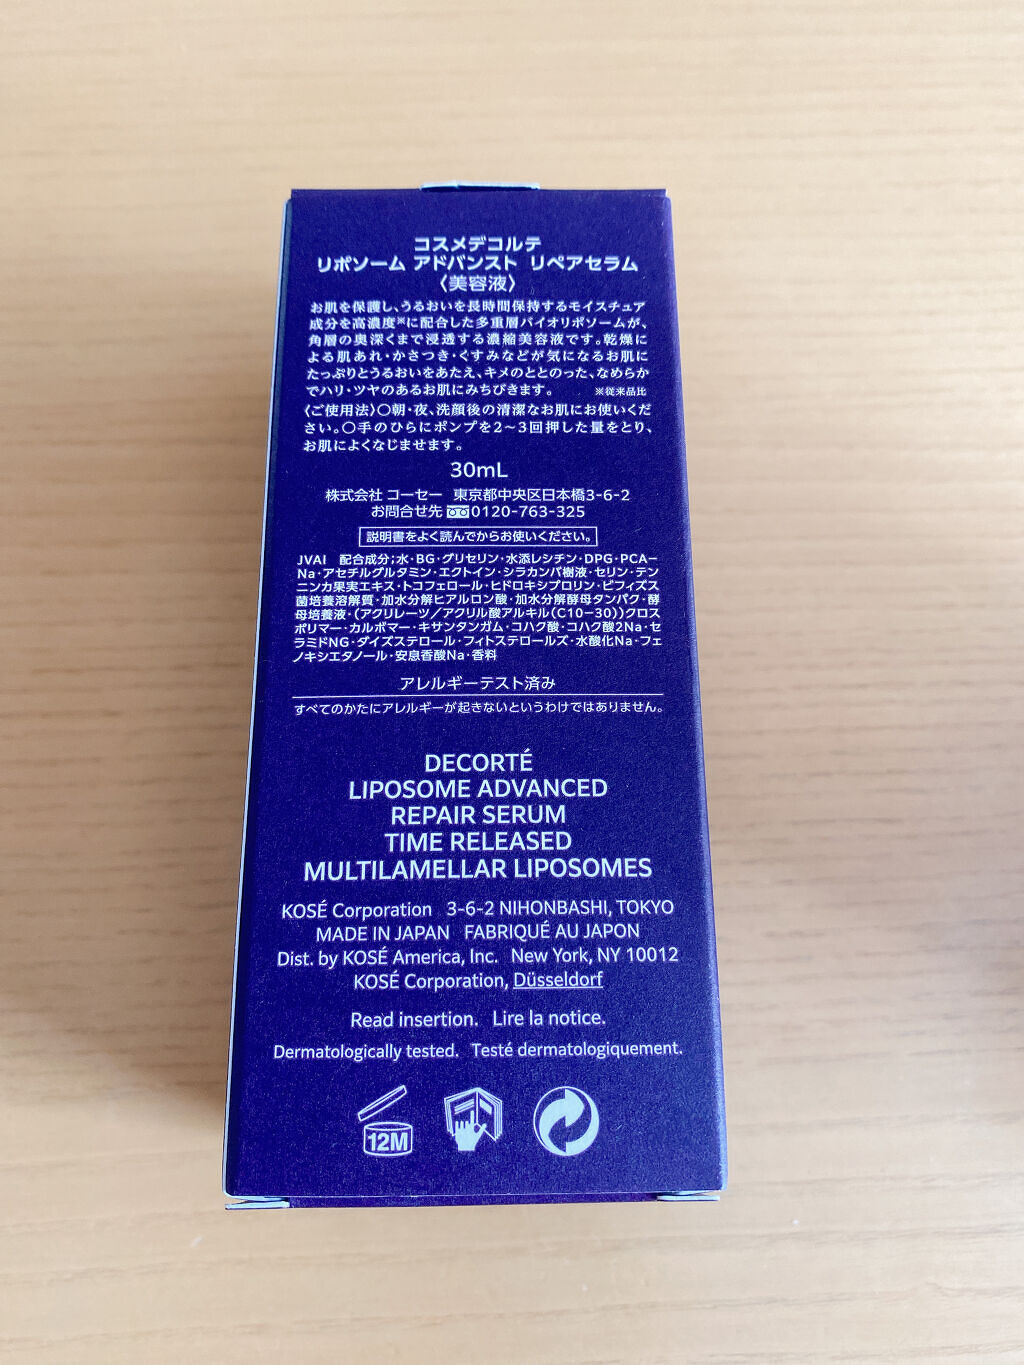 コスメデコルテ
リポソーム アドバンスト リペアセラム
〈美容液〉
お肌を保護し、うるおいを長時間保持するモイスチュア
成分を高濃度※に配合した多重層バイオリポソームが、
角層の奥深くまで浸透する濃縮美容液です。乾燥に
よる肌あれ・かさつき・くすみなどが気になるお肌に
たっぷりとうるおいをあたえ、キメのととのった、なめらか
でハリ・ツヤのあるお肌にみちびきます。 ※従来品比
〈ご使用法〉○朝・夜、洗顔後の清潔なお肌にお使いくだ
さい。○手のひらにポンプを2～3回押した量をとり、
お肌によくなじませます。
30mL
株式会社 コーセー 東京都中央区日本橋3-6-2
お問合せ先 0120-763-325
説明書をよく読んでからお使いください。
JVAI 配合成分;水・BG・グリセリン・水添レシチン・DPG・PCA－
Na・アセチルグルタミン・エクトイン・シラカンバ樹液・セリン・テン
ニンカ果実エキス・トコフェロール・ヒドロキシプロリン・ビフィズス
菌培養溶解質・加水分解ヒアルロン酸・加水分解酵母タンパク・酵
母培養液・(アクリレーツ／アクリル酸アルキル(C10－30))クロス
ポリマー・カルボマー・キサンタンガム・コハク酸・コハク酸2Na・セ
ラミドNG・ダイズステロール・フィトステロールズ・水酸化Na・フェ
ノキシエタノール・安息香酸Na・香料
アレルギーテスト済み
すべてのかたにアレルギーが起きないというわけではありません。
DECORTÉ
LIPOSOME ADVANCED
REPAIR SERUM
TIME RELEASED
MULTILAMELLAR LIPOSOMES
KOSÉ Corporation 3-6-2 NIHONBASHI, TOKYO
MADE IN JAPAN FABRIQUÉ AU JAPON
Dist. by KOSÉ America, Inc. New York, NY 10012
KOSÉ Corporation, Düsseldorf
Read insertion. Lire la notice.
Dermatologically tested. Testé dermatologiquement.
12M